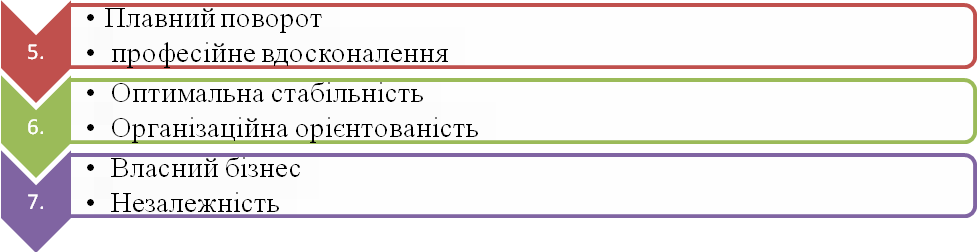 5.
• Плавний поворот
• професійне вдосконалення
6.
• Оптимальна стабільність
• Організаційна орієнтованість
7.
• Власний бізнес
• Незалежність